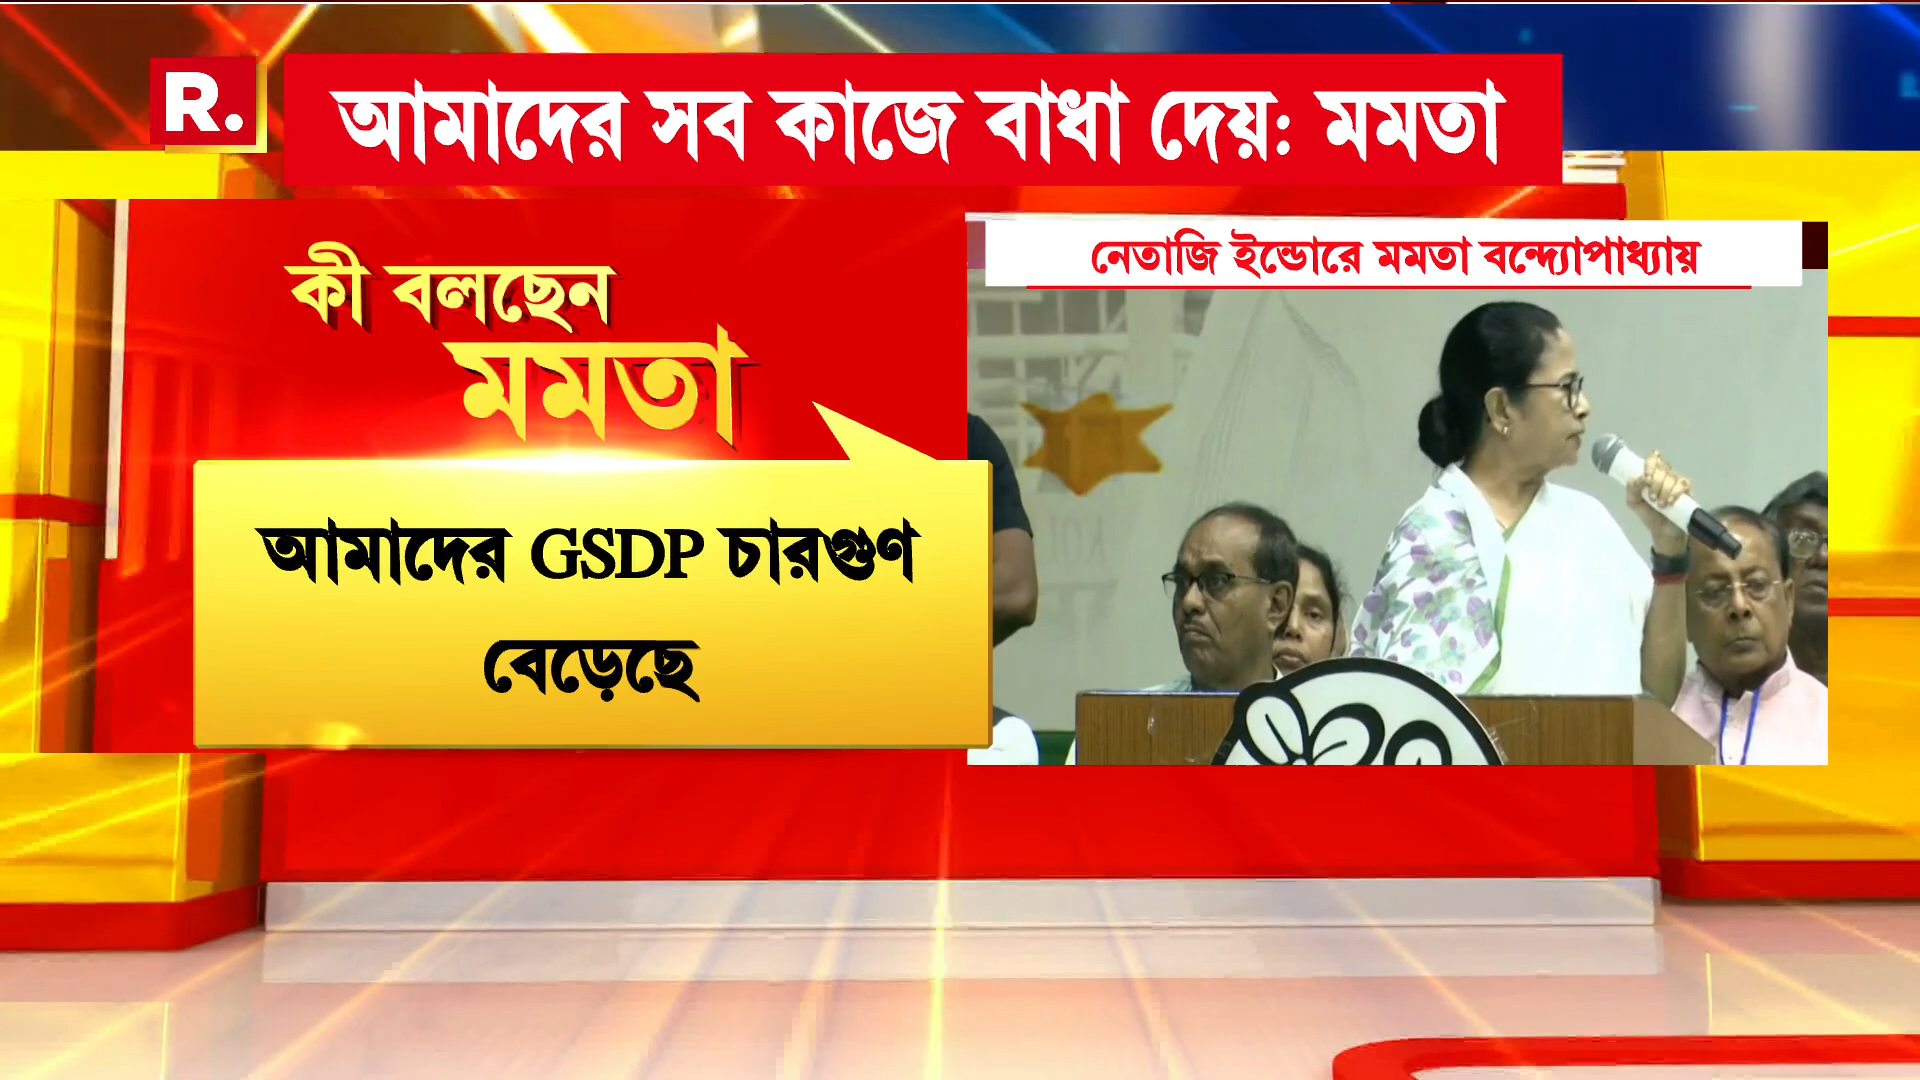 R.
আমাদের সব কাজে বাধা দেয়: মমতা
নেতাজি ইন্ডোরে মমতা বন্দ্যোপাধ্যায়
কী বলছেন
মমতা
আমাদের GSDP চারগুণ
বেড়েছে